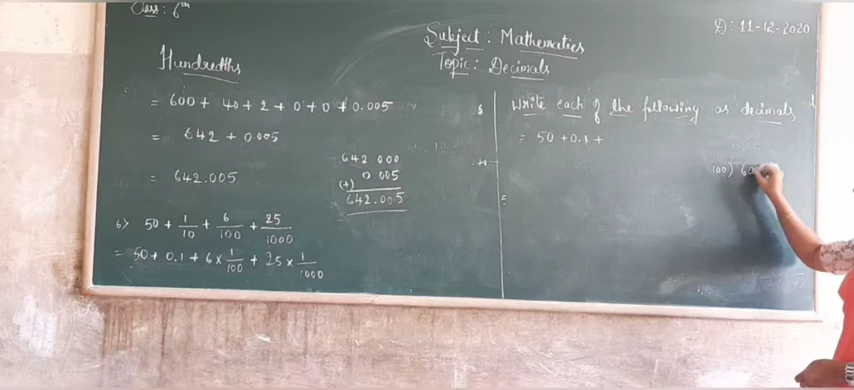 Class : 6th
D : 11-12-2020
Subject : Mathematics
Topic : Decimals
Hundredths
= 600 + 40 + 2 + 0 + 0 + 0.005
= 642 + 0.005
= 642.005
642.000
0.005
(+)
642.005
6> 50 + 1/10 + 6/100 + 25/1000
= 50 + 0.1 + 6 × 1/100 + 25 × 1/1000
Write each of the following as decimals
= 50 + 0.1 +
100) 60
=